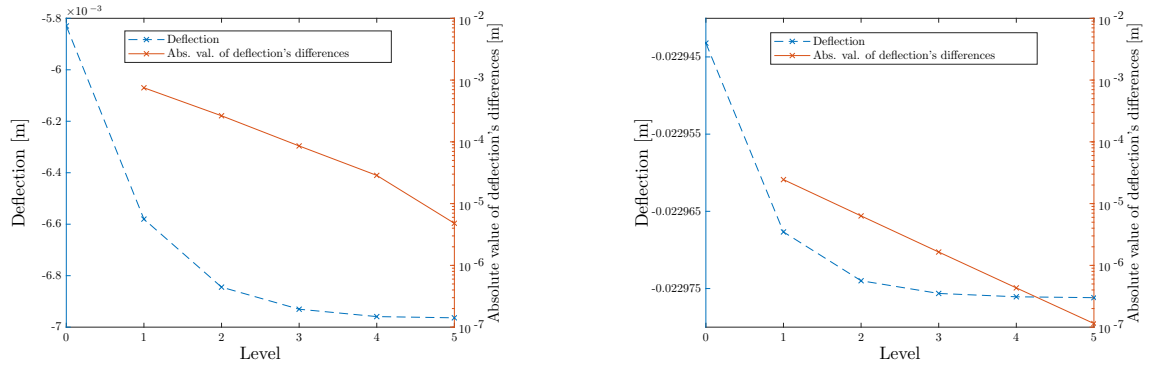 ×10⁻³
-5.8
-6
-6.2
-6.4
-6.6
-6.8
-7
Deflection [m]
0 1 2 3 4 5
Level
Deflection
Abs. val. of deflection's differences
10⁻²
10⁻³
10⁻⁴
10⁻⁵
10⁻⁶
10⁻⁷
Absolute value of deflection's differences [m]
-0.022945
-0.022955
-0.022965
-0.022975
Deflection [m]
0 1 2 3 4 5
Level
Deflection
Abs. val. of deflection's differences
10⁻²
10⁻³
10⁻⁴
10⁻⁵
10⁻⁶
10⁻⁷
Absolute value of deflection's differences [m]